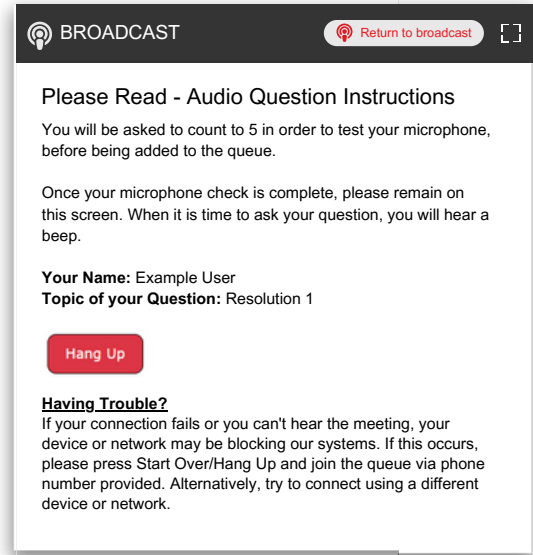 BROADCAST
Return to broadcast
Please Read - Audio Question Instructions
You will be asked to count to 5 in order to test your microphone,
before being added to the queue.
Once your microphone check is complete, please remain on
this screen. When it is time to ask your question, you will hear a
beep.
Your Name: Example User
Topic of your Question: Resolution 1
Hang Up
Having Trouble?
If your connection fails or you can't hear the meeting, your
device or network may be blocking our systems. If this occurs,
please press Start Over/Hang Up and join the queue via phone
number provided. Alternatively, try to connect using a different
device or network.